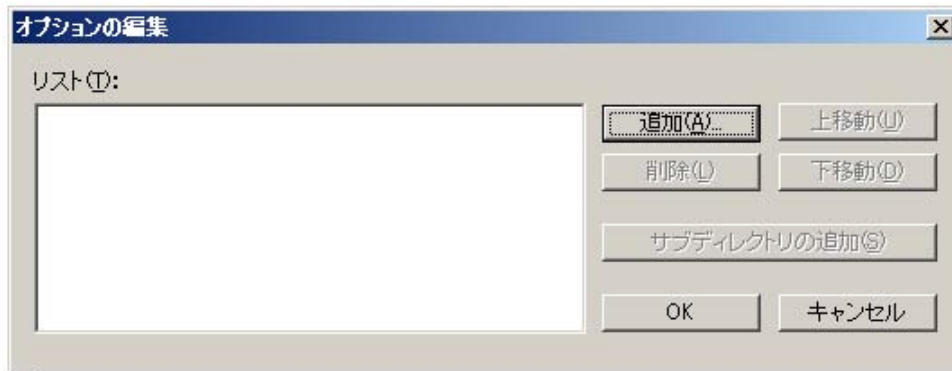 オプションの編集
リスト(T):
追加(A)...
上移動(U)
削除(L)
下移動(D)
サブディレクトリの追加(S)
OK
キャンセル